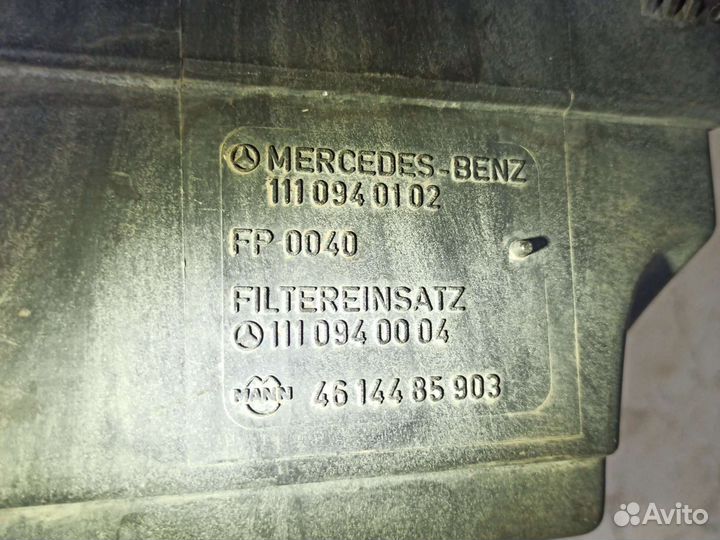 MERCEDES-BENZ
111 094 01 02
FP 0040
FILTEREINSATZ
111 094 00 04
MANN 46 144 85 903
Avito